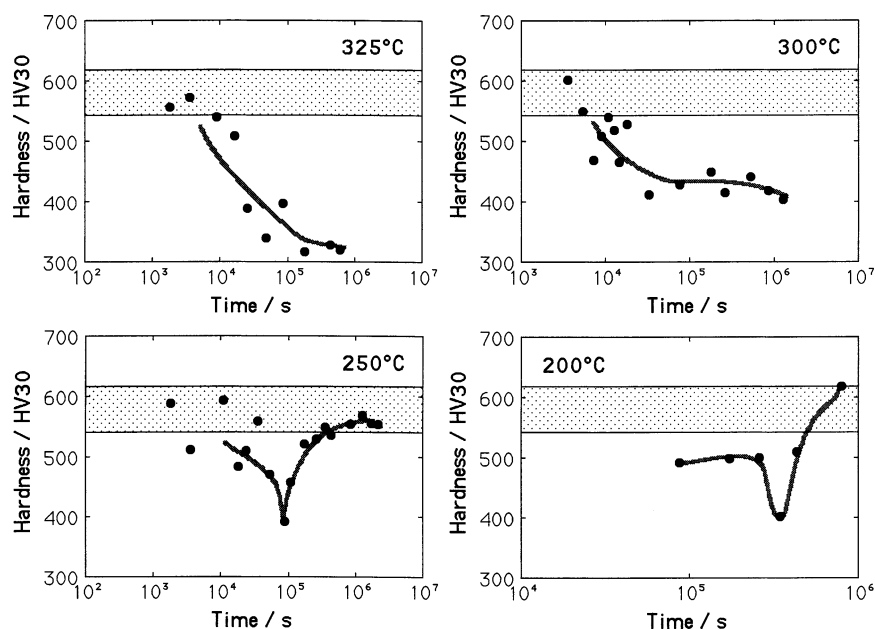 700
600
500
400
300
Hardness / HV30
325°C
10² 10³ 10⁴ 10⁵ 10⁶ 10⁷
Time / s
700
600
500
400
300
Hardness / HV30
300°C
10³ 10⁴ 10⁵ 10⁶ 10⁷
Time / s
700
600
500
400
300
Hardness / HV30
250°C
10² 10³ 10⁴ 10⁵ 10⁶ 10⁷
Time / s
700
600
500
400
300
Hardness / HV30
200°C
10⁴ 10⁵ 10⁶
Time / s